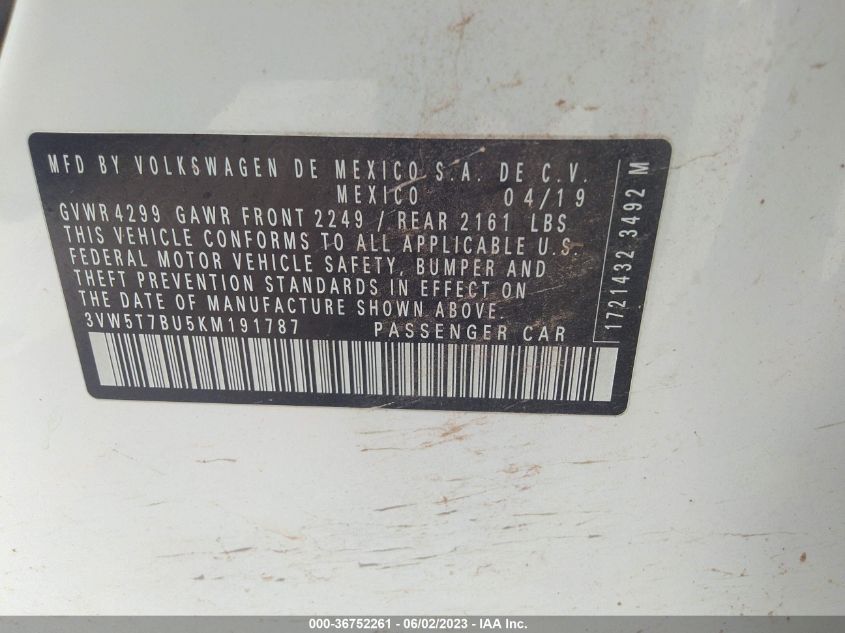 MFD BY VOLKSWAGEN DE MEXICO S.A. DE C.V.
MEXICO 04/19
GVWR 4299 GAWR FRONT 2249 / REAR 2161 LBS
THIS VEHICLE CONFORMS TO ALL APPLICABLE U.S.
FEDERAL MOTOR VEHICLE SAFETY, BUMPER AND
THEFT PREVENTION STANDARDS IN EFFECT ON
THE DATE OF MANUFACTURE SHOWN ABOVE.
3VW5T7BU5KM191787 PASSENGER CAR
1721432 3492 M
000-36752261 - 06/02/2023 - IAA Inc.